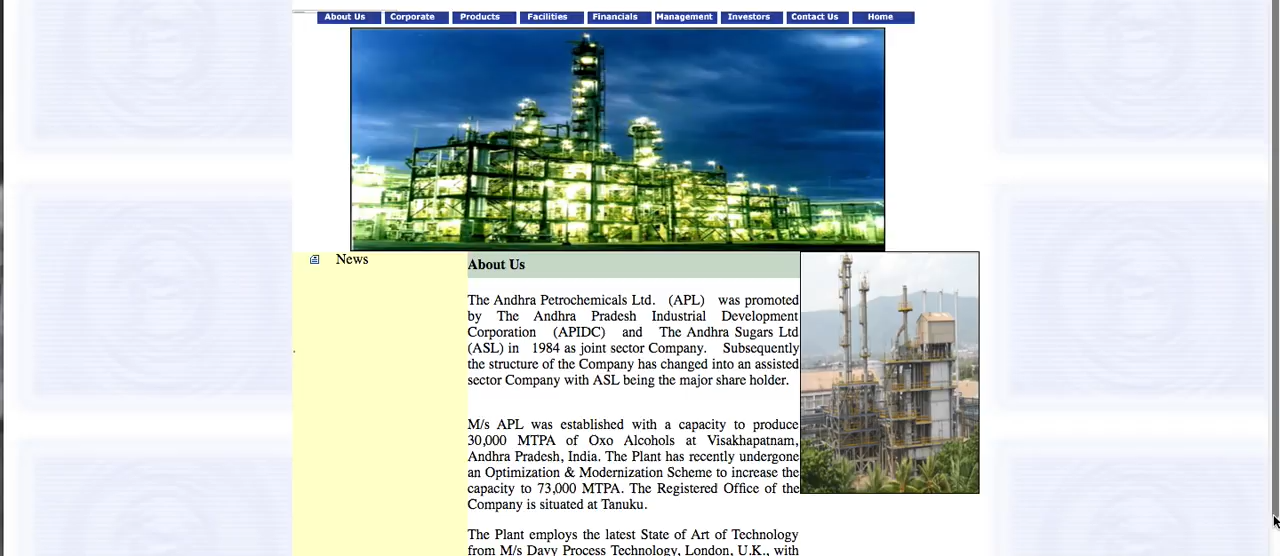 About Us Corporate Products Facilities Financials Management Investors Contact Us Home
News
About Us
The Andhra Petrochemicals Ltd. (APL) was promoted
by The Andhra Pradesh Industrial Development
Corporation (APIDC) and The Andhra Sugars Ltd
(ASL) in 1984 as joint sector Company. Subsequently
the structure of the Company has changed into an assisted
sector Company with ASL being the major share holder.
M/s APL was established with a capacity to produce
30,000 MTPA of Oxo Alcohols at Visakhapatnam,
Andhra Pradesh, India. The Plant has recently undergone
an Optimization & Modernization Scheme to increase the
capacity to 73,000 MTPA. The Registered Office of the
Company is situated at Tanuku.
The Plant employs the latest State of Art of Technology
from M/s Davy Process Technology, London, U.K., with